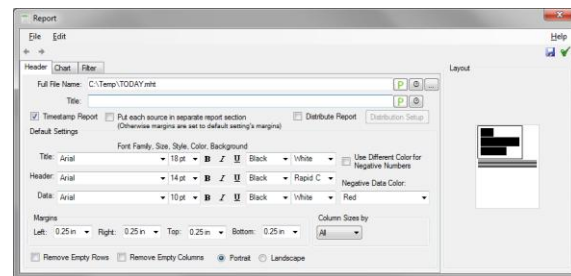 Report
File Edit Help
Header Chart Filter Layout
Full File Name: C:\Temp\TODAY.mht P ...
Title: P
Timestamp Report Put each source in separate report section Distribute Report Distribution Setup
(Otherwise margins are set to default setting's margins)
Default Settings
Font Family, Size, Style, Color, Background
Title: Arial 18 pt B I U Black White Use Different Color for
Negative Numbers
Header: Arial 14 pt B I U Black Rapid C Negative Data Color:
Data: Arial 10 pt B I U Black White Red
Margins Column Sizes by
Left: 0.25 in Right: 0.25 in Top: 0.25 in Bottom: 0.25 in All
Remove Empty Rows Remove Empty Columns Portrait Landscape